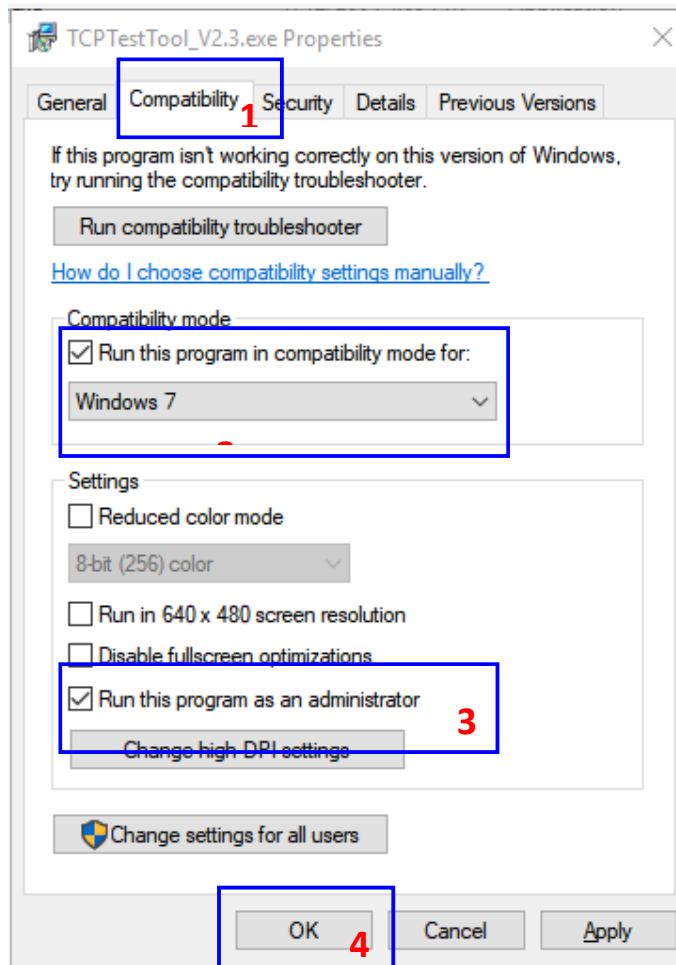 TCPTestTool_V2.3.exe Properties
General Compatibility Security Details Previous Versions
1
If this program isn't working correctly on this version of Windows,
try running the compatibility troubleshooter.
Run compatibility troubleshooter
How do I choose compatibility settings manually?
Compatibility mode
Run this program in compatibility mode for:
Windows 7
Settings
Reduced color mode
8-bit (256) color
Run in 640 x 480 screen resolution
Disable fullscreen optimizations
Run this program as an administrator
3
Change high DPI settings
Change settings for all users
OK Cancel Apply
4